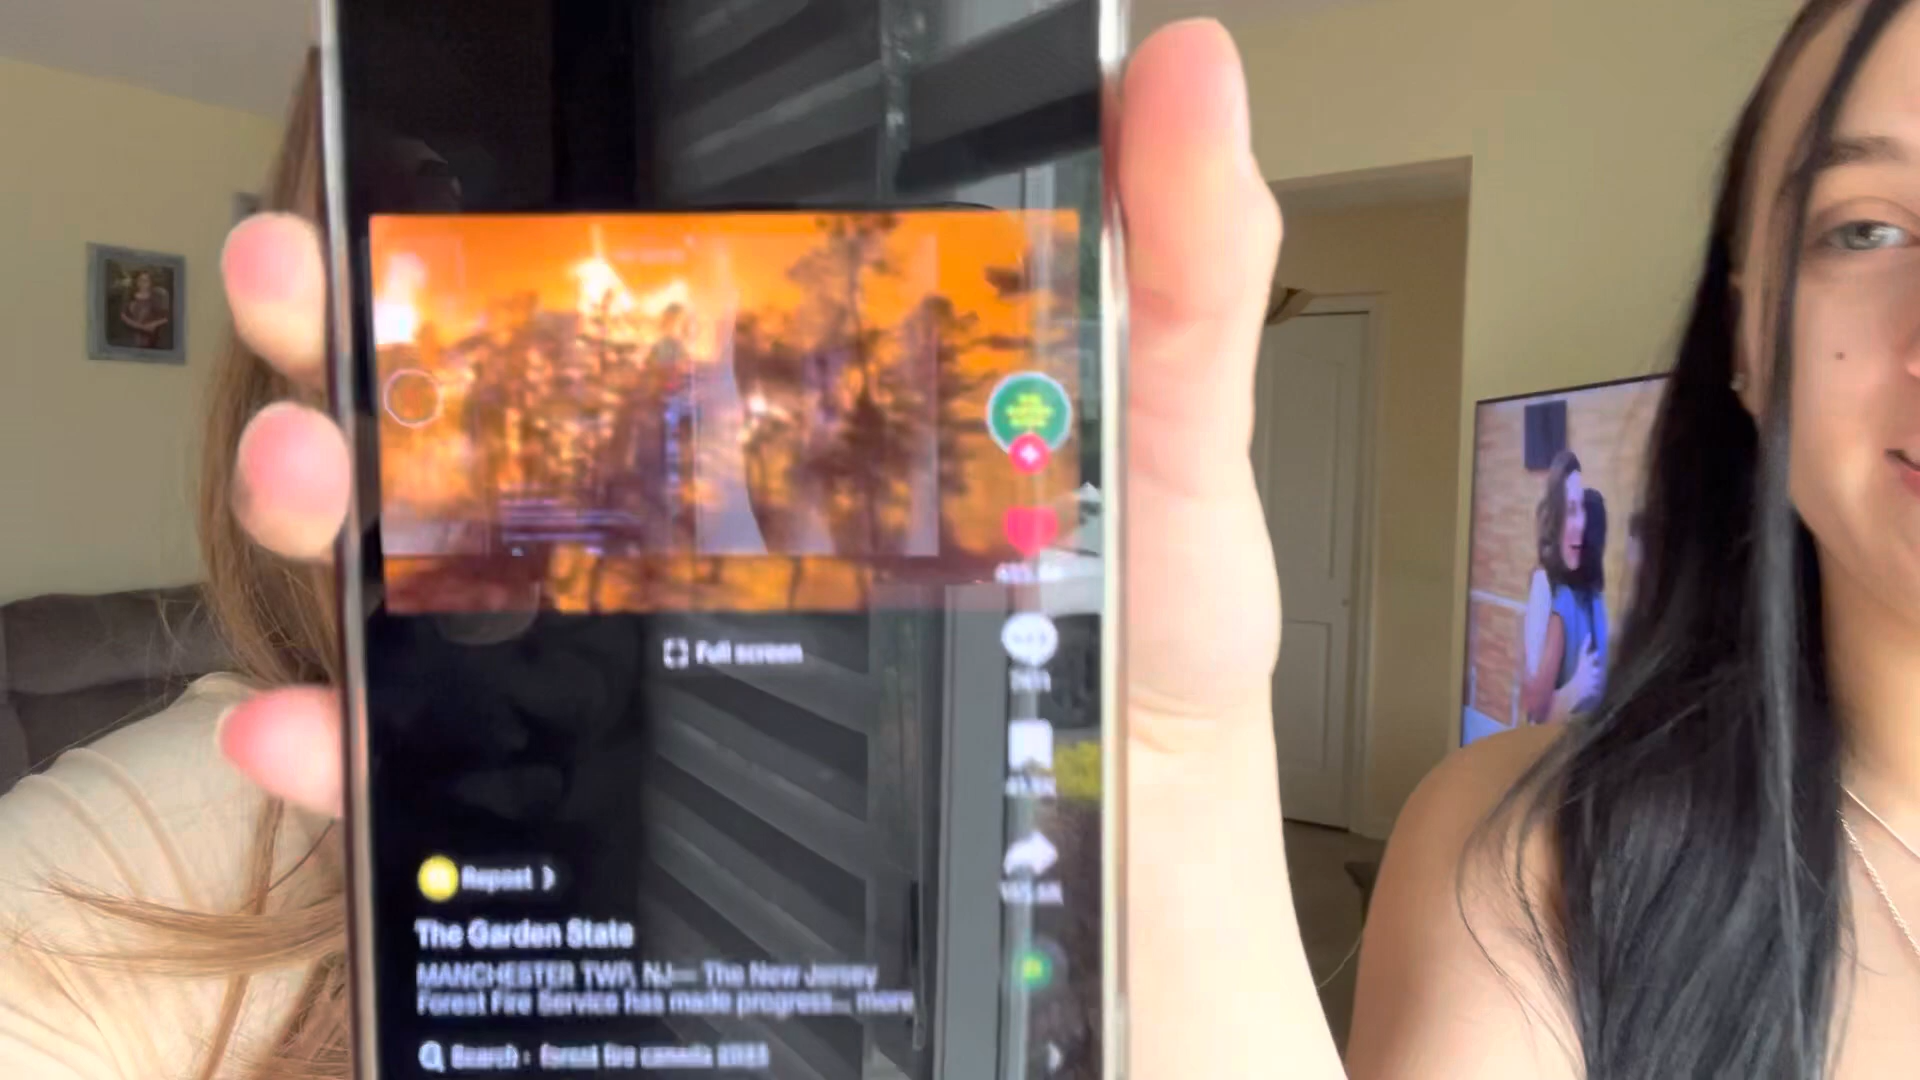 Full screen
Repost
The Garden State
MANCHESTER TWP, NJ— The New Jersey
Forest Fire Service has made progress... more
Search · forest fire canada